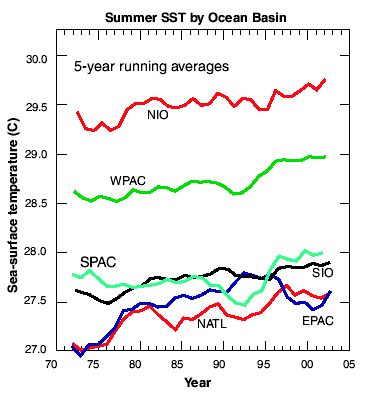 Summer SST by Ocean Basin
5-year running averages
Sea-surface temperature (C)
30.0
29.5
29.0
28.5
28.0
27.5
27.0
NIO
WPAC
SPAC
SIO
NATL
EPAC
70 75 80 85 90 95 00 05
Year